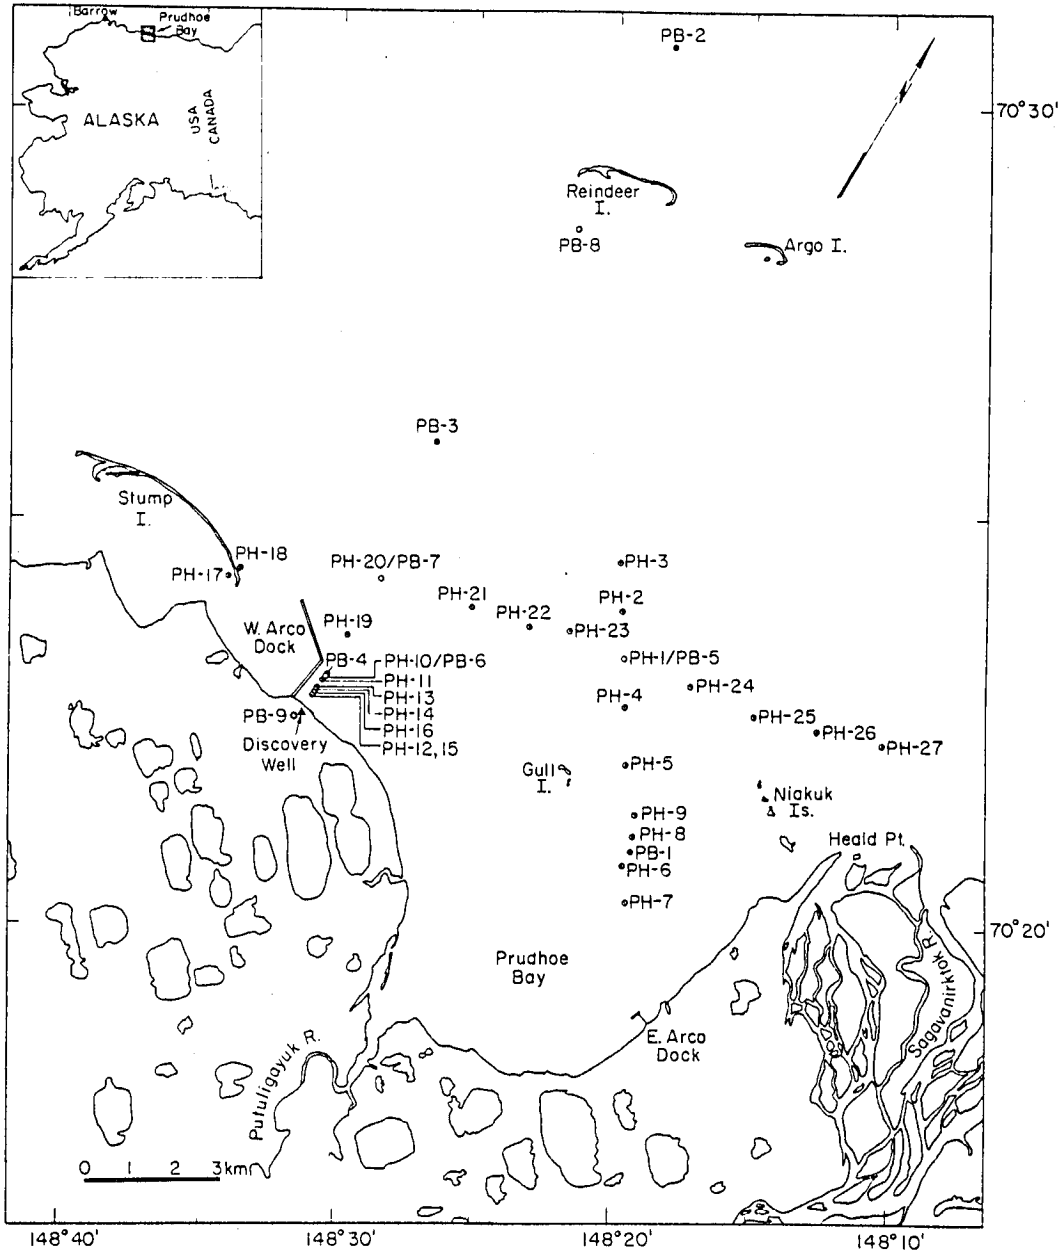 Barrow
Prudhoe
Bay
ALASKA
USA
CANADA
PB-2
70°30'
Reindeer
I.
PB-8
Argo I.
PB-3
Stump
I.
PH-18
PH-17
PH-20/PB-7
PH-3
PH-21
PH-2
PH-22
PH-23
W. Arco
Dock
PH-19
PB-4
PH-10/PB-6
PH-11
PH-13
PH-14
PH-16
PH-12, 15
PH-1/PB-5
PH-24
PH-4
PH-25
PH-26
PH-27
PB-9
Discovery
Well
Gull
I.
PH-5
Niakuk
Is.
PH-9
PH-8
PB-1
PH-6
Heald Pt.
PH-7
70°20'
Prudhoe
Bay
Sagavanirktok R.
E. Arco
Dock
Putuligayuk R.
0 1 2 3km
148°40' 148°30' 148°20' 148°10'